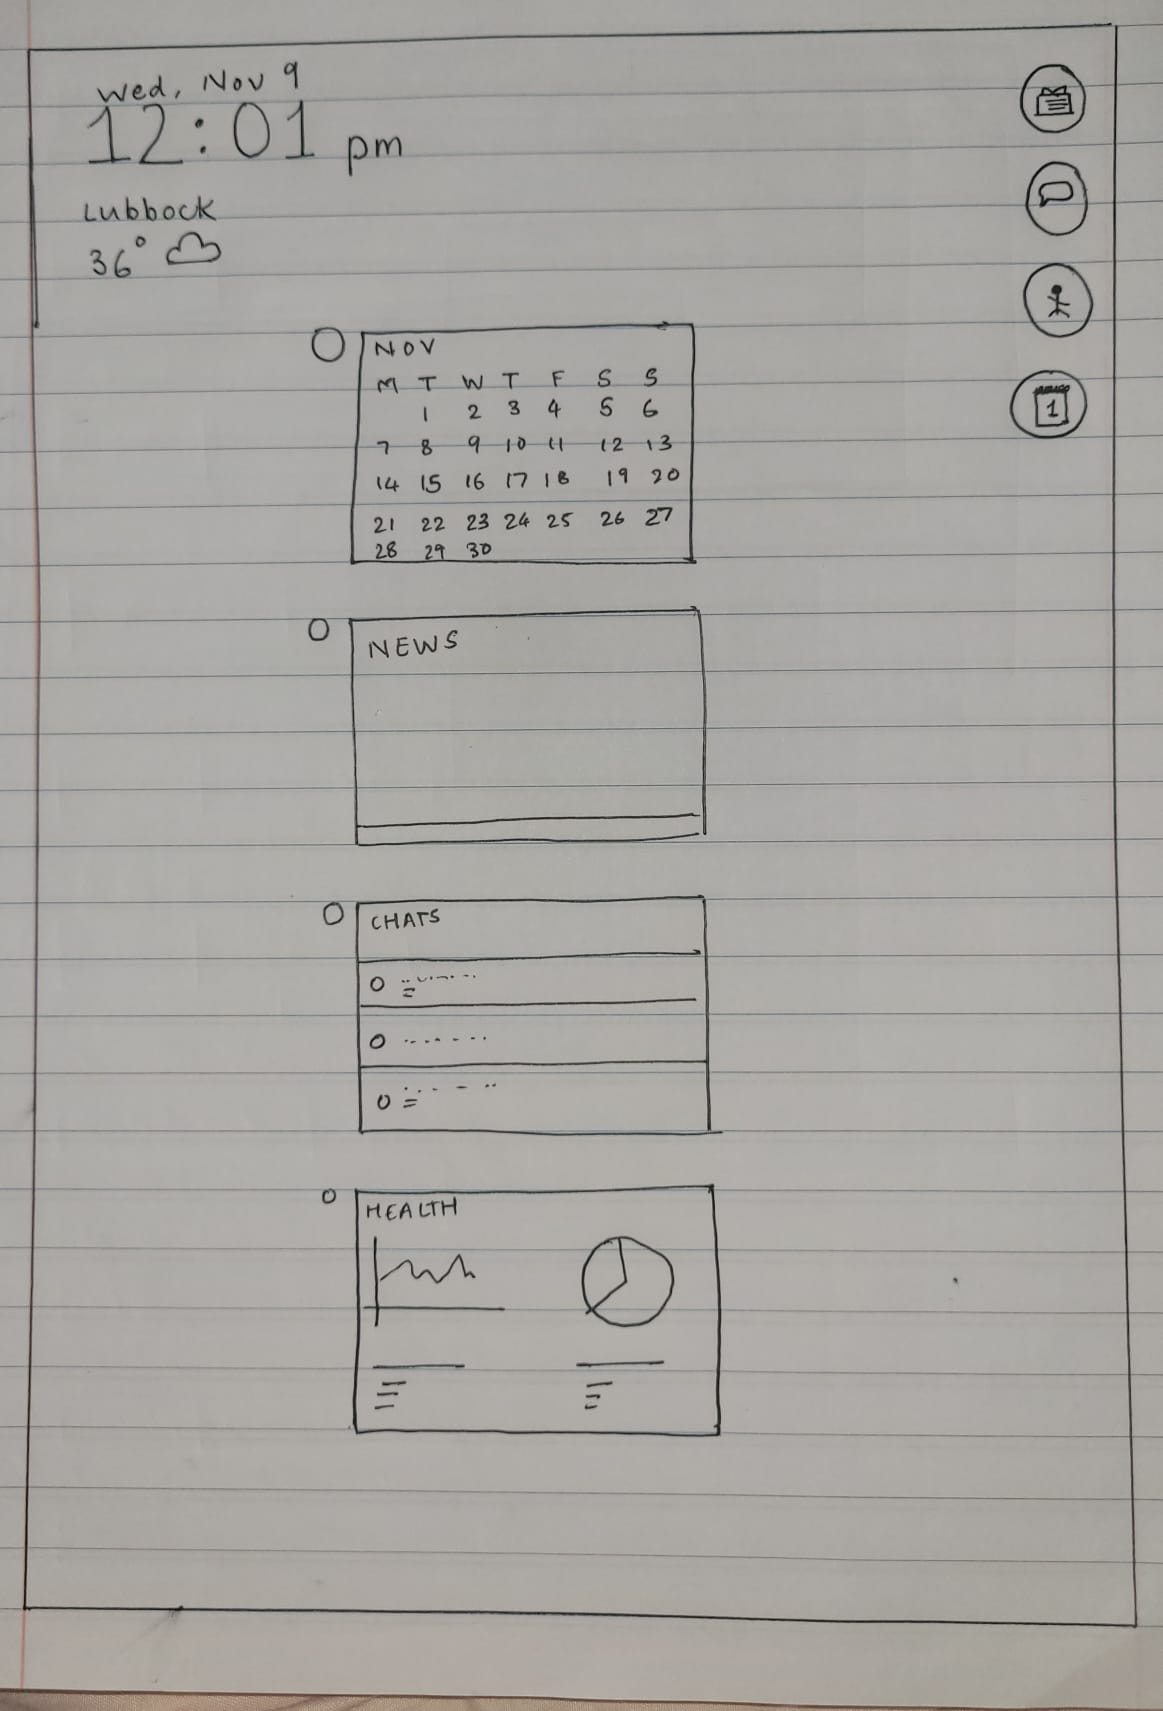 Wed, Nov 9
12:01 pm
Lubbock
36°
1
NOV
M T W T F S S
1 2 3 4 5 6
7 8 9 10 11 12 13
14 15 16 17 18 19 20
21 22 23 24 25 26 27
28 29 30
NEWS
CHATS
HEALTH